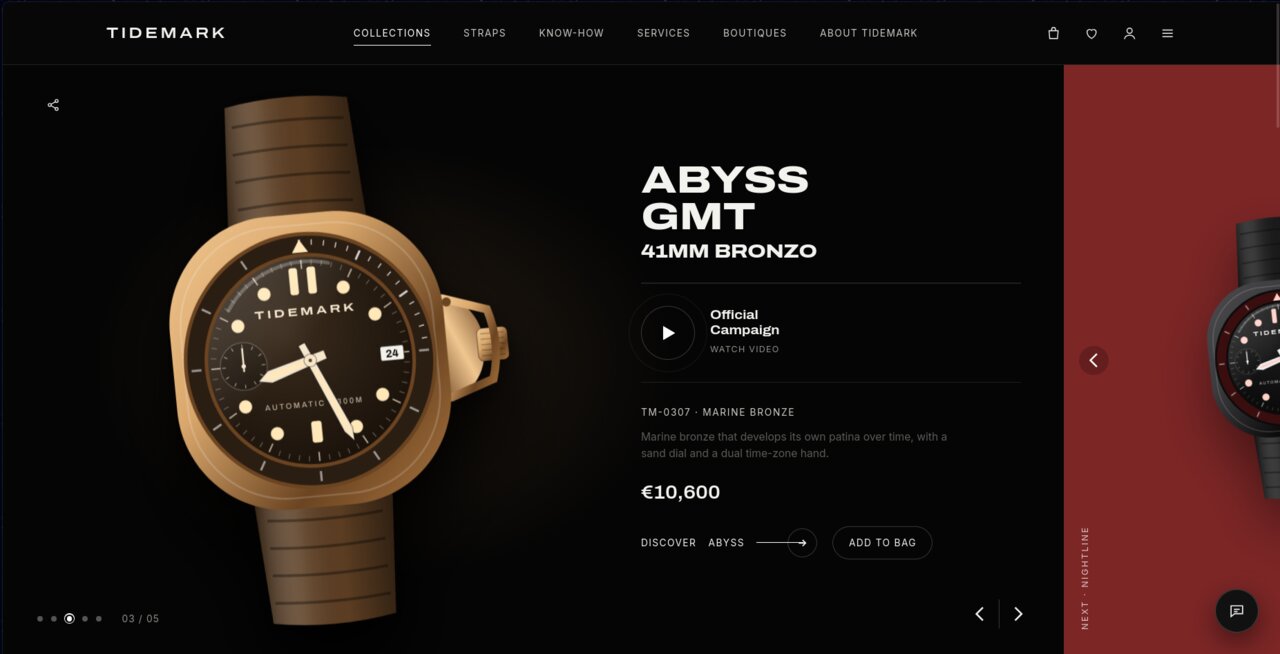 TIDEMARK
COLLECTIONS
STRAPS
KNOW-HOW
SERVICES
BOUTIQUES
ABOUT TIDEMARK
TIDEMARK
24
AUTOMATIC 300M
ABYSS
GMT
41MM BRONZO
Official
Campaign
WATCH VIDEO
TM-0307 · MARINE BRONZE
Marine bronze that develops its own patina over time, with a
sand dial and a dual time-zone hand.
€10,600
DISCOVER ABYSS
ADD TO BAG
03 / 05
NEXT · NIGHTLINE